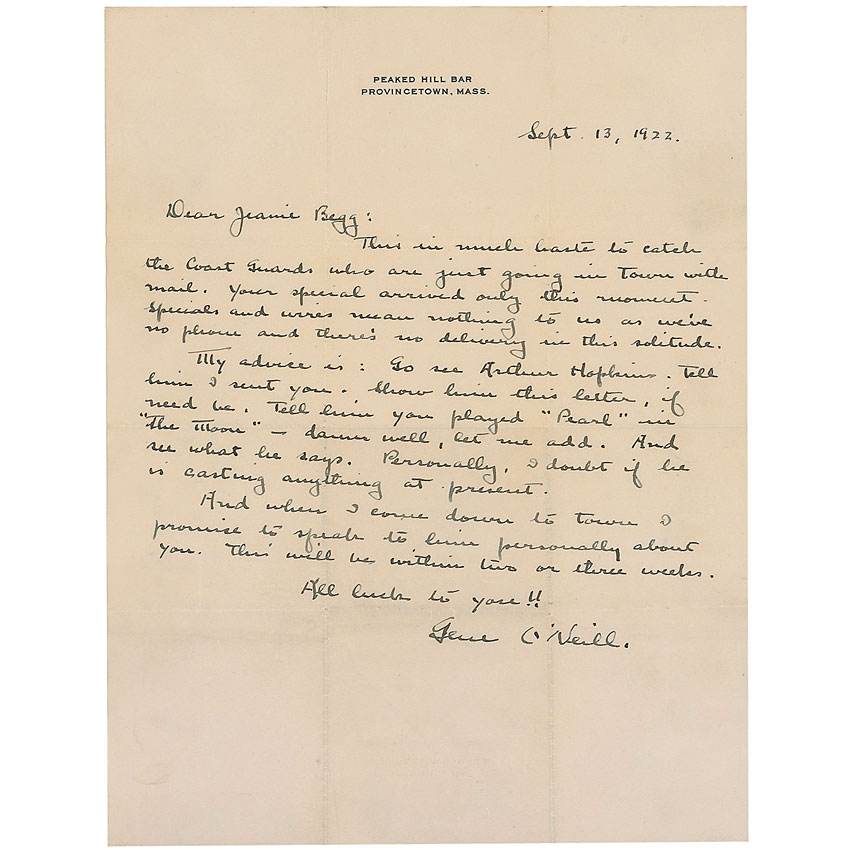 PEAKED HILL BAR
PROVINCETOWN, MASS.
Sept. 13, 1922.
Dear Jeanie Begg:
This in much haste to catch
the Coast Guards who are just going in town with
mail. Your special arrived only this moment.
Specials and wires mean nothing to us as we've
no phone and there's no delivery in this solitude.
My advice is: Go see Arthur Hopkins. Tell
him I sent you. Show him this letter, if
need be. Tell him you played "Pearl" in
"The Moon" — damn well, let me add. And
see what he says. Personally, I doubt if he
is casting anything at present.
And when I come down to town I
promise to speak to him personally about
you. This will be within two or three weeks.
All luck to you!!
Gene O'Neill.